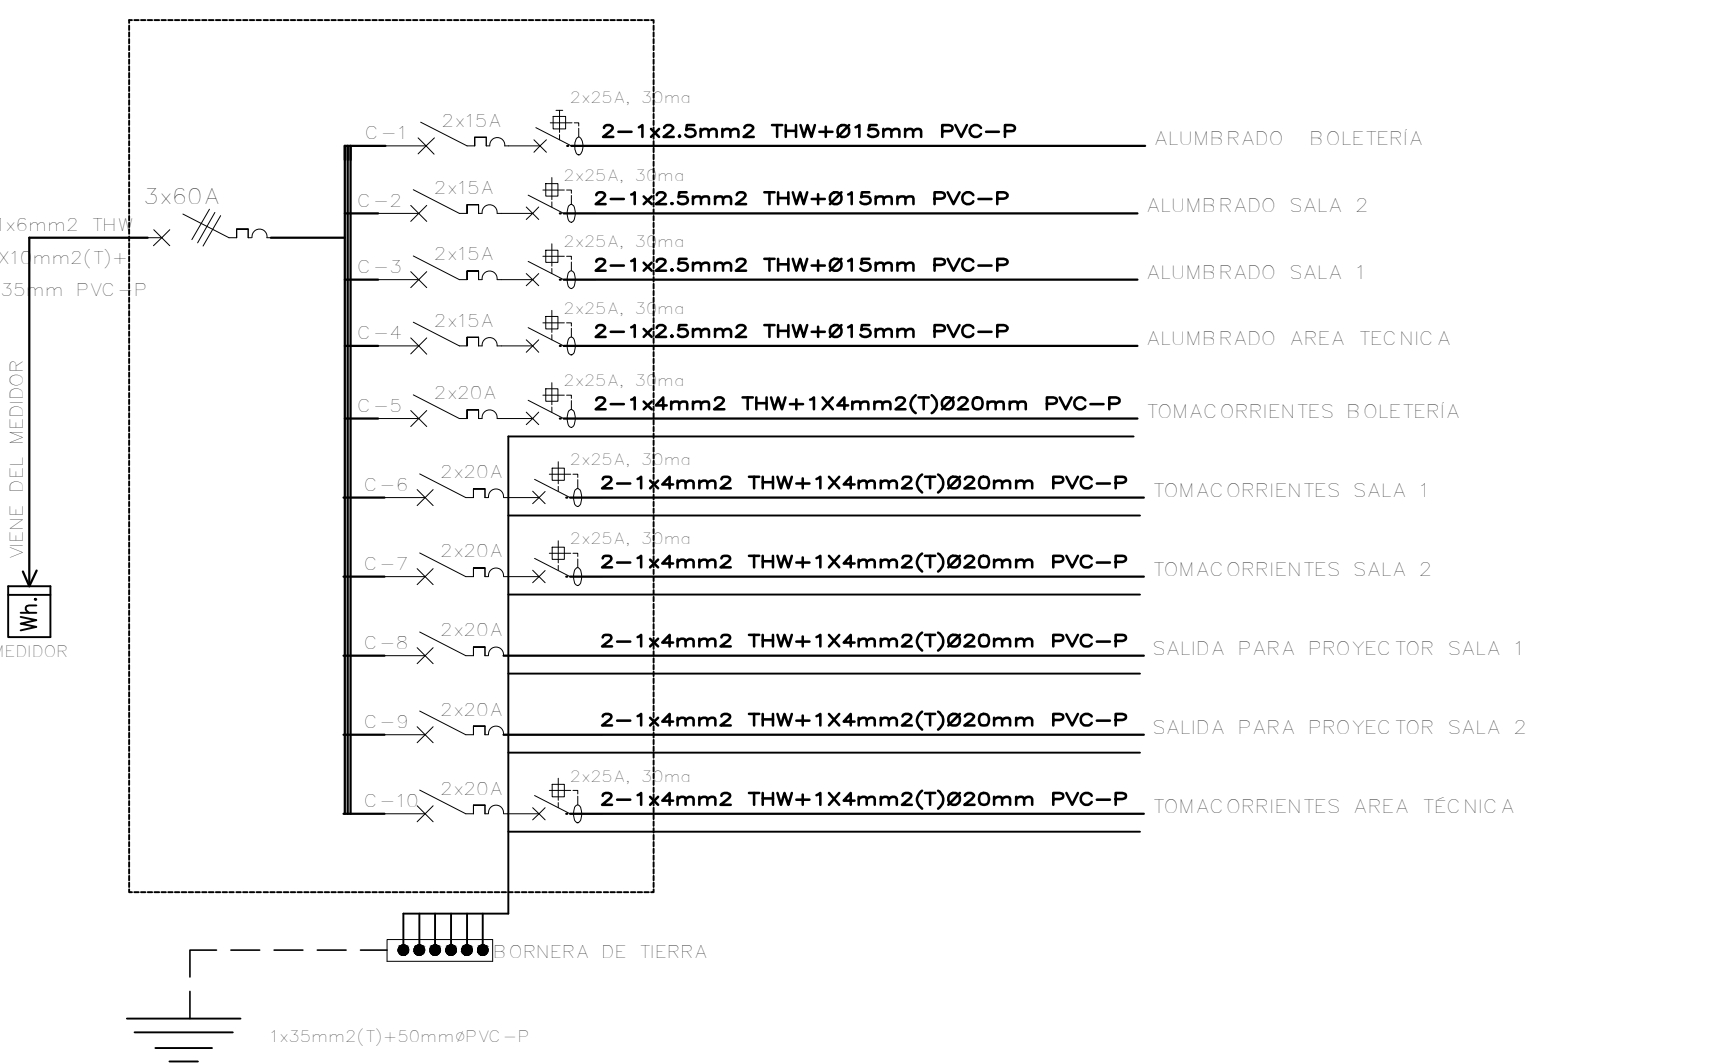 2x25A, 30ma
C-1 2x15A 2-1x2.5mm2 THW+Ø15mm PVC-P ALUMBRADO BOLETERÍA
2x25A, 30ma
C-2 2x15A 2-1x2.5mm2 THW+Ø15mm PVC-P ALUMBRADO SALA 2
3x60A
1x6mm2 THW
X10mm2(T)+
35mm PVC-P
2x25A, 30ma
C-3 2x15A 2-1x2.5mm2 THW+Ø15mm PVC-P ALUMBRADO SALA 1
2x25A, 30ma
C-4 2x15A 2-1x2.5mm2 THW+Ø15mm PVC-P ALUMBRADO AREA TECNICA
2x25A, 30ma
C-5 2x20A 2-1x4mm2 THW+1X4mm2(T)Ø20mm PVC-P TOMACORRIENTES BOLETERÍA
VIENE DEL MEDIDOR
2x25A, 30ma
C-6 2x20A 2-1x4mm2 THW+1X4mm2(T)Ø20mm PVC-P TOMACORRIENTES SALA 1
2x25A, 30ma
C-7 2x20A 2-1x4mm2 THW+1X4mm2(T)Ø20mm PVC-P TOMACORRIENTES SALA 2
Wh.
MEDIDOR
C-8 2x20A 2-1x4mm2 THW+1X4mm2(T)Ø20mm PVC-P SALIDA PARA PROYECTOR SALA 1
C-9 2x20A 2-1x4mm2 THW+1X4mm2(T)Ø20mm PVC-P SALIDA PARA PROYECTOR SALA 2
2x25A, 30ma
C-10 2x20A 2-1x4mm2 THW+1X4mm2(T)Ø20mm PVC-P TOMACORRIENTES AREA TÉCNICA
BORNERA DE TIERRA
1x35mm2(T)+50mmøPVC-P